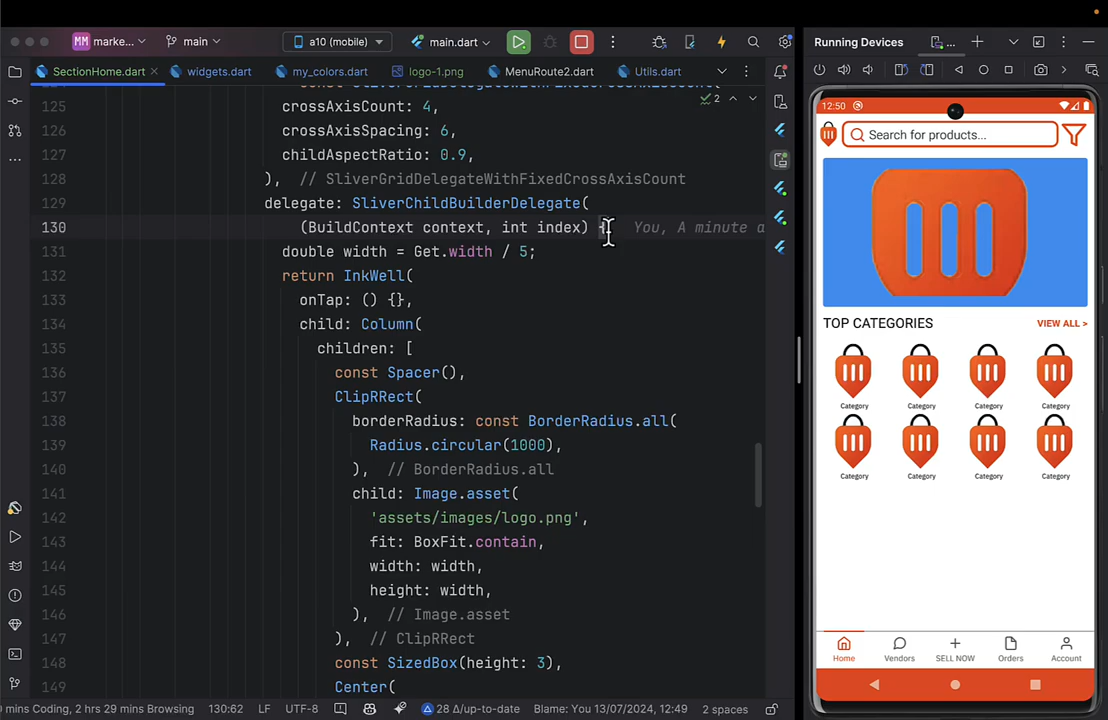 MM marke... main a10 (mobile) main.dart Running Devices ...
SectionHome.dart widgets.dart my_colors.dart logo-1.png MenuRoute2.dart Utils.dart
2
125 crossAxisCount: 4,
126 crossAxisSpacing: 6,
127 childAspectRatio: 0.9,
128 ), // SliverGridDelegateWithFixedCrossAxisCount
129 delegate: SliverChildBuilderDelegate(
130 (BuildContext context, int index) { You, A minute a
131 double width = Get.width / 5;
132 return InkWell(
133 onTap: () {},
134 child: Column(
135 children: [
136 const Spacer(),
137 ClipRRect(
138 borderRadius: const BorderRadius.all(
139 Radius.circular(1000),
140 ), // BorderRadius.all
141 child: Image.asset(
142 'assets/images/logo.png',
143 fit: BoxFit.contain,
144 width: width,
145 height: width,
146 ), // Image.asset
147 ), // ClipRRect
148 const SizedBox(height: 3),
149 Center(
0 mins Coding, 2 hrs 29 mins Browsing 130:62 LF UTF-8 28 Δ/up-to-date Blame: You 13/07/2024, 12:49 2 spaces
12:50
Search for products...
TOP CATEGORIES VIEW ALL >
Category Category Category Category
Category Category Category Category
Home Vendors SELL NOW Orders Account